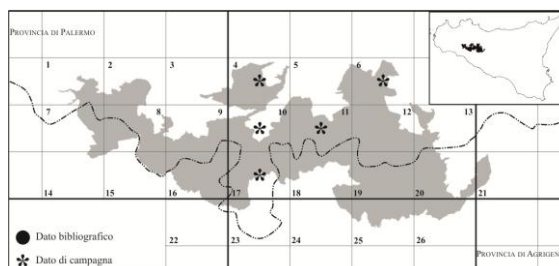 PROVINCIA DI PALERMO
1 2 3 4 5 6
7 8 9 10 11 12 13
14 15 16 17 18 19 20 21
22 23 24 25 26
Dato bibliografico
Dato di campagna
PROVINCIA DI AGRIGEN